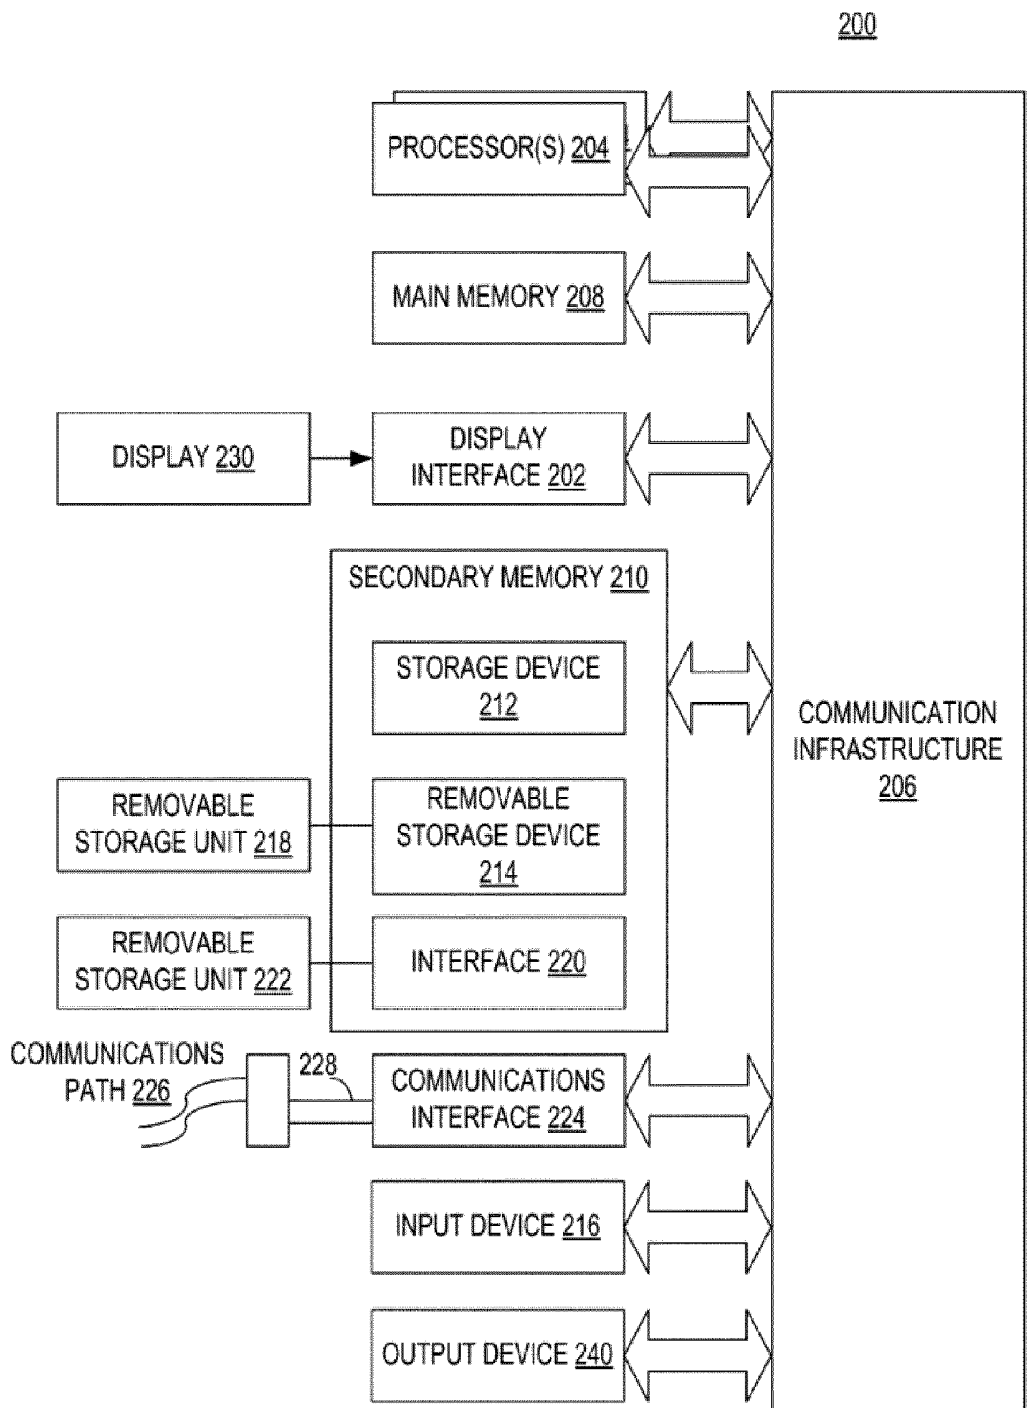 200
PROCESSOR(S) 204
MAIN MEMORY 208
DISPLAY 230
DISPLAY
INTERFACE 202
SECONDARY MEMORY 210
STORAGE DEVICE
212
COMMUNICATION
INFRASTRUCTURE
206
REMOVABLE
STORAGE UNIT 218
REMOVABLE
STORAGE DEVICE
214
REMOVABLE
STORAGE UNIT 222
INTERFACE 220
COMMUNICATIONS
PATH 226
228
COMMUNICATIONS
INTERFACE 224
INPUT DEVICE 216
OUTPUT DEVICE 240